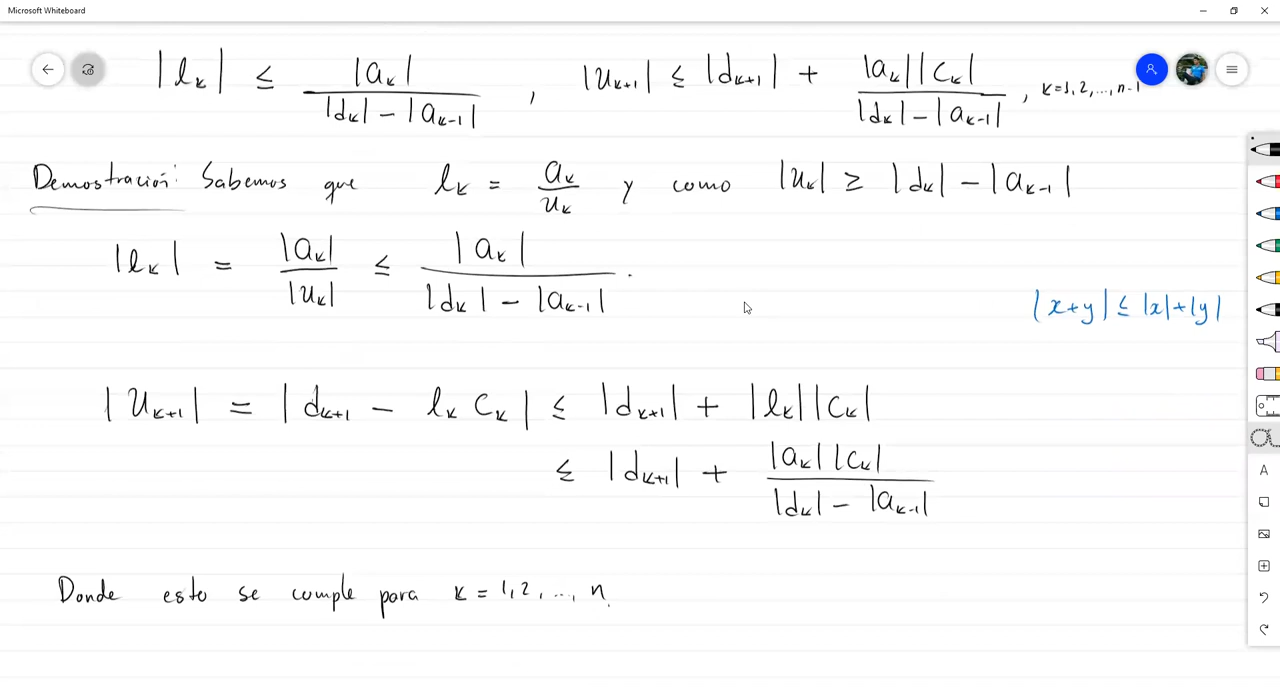 Microsoft Whiteboard
|l_k| ≤ |a_k| / (|d_k| - |a_{k-1}|) , |u_{k+1}| ≤ |d_{k+1}| + |a_k||c_k| / (|d_k| - |a_{k-1}|) , k=1,2,...,n-1
Demostración: Sabemos que l_k = a_k / u_k y como |u_k| ≥ |d_k| - |a_{k-1}|
|l_k| = |a_k| / |u_k| ≤ |a_k| / (|d_k| - |a_{k-1}|) .
|x+y| ≤ |x|+|y|
|u_{k+1}| = |d_{k+1} - l_k c_k| ≤ |d_{k+1}| + |l_k||c_k|
≤ |d_{k+1}| + |a_k||c_k| / (|d_k| - |a_{k-1}|)
Donde esto se cumple para k = 1,2,...,n.
A